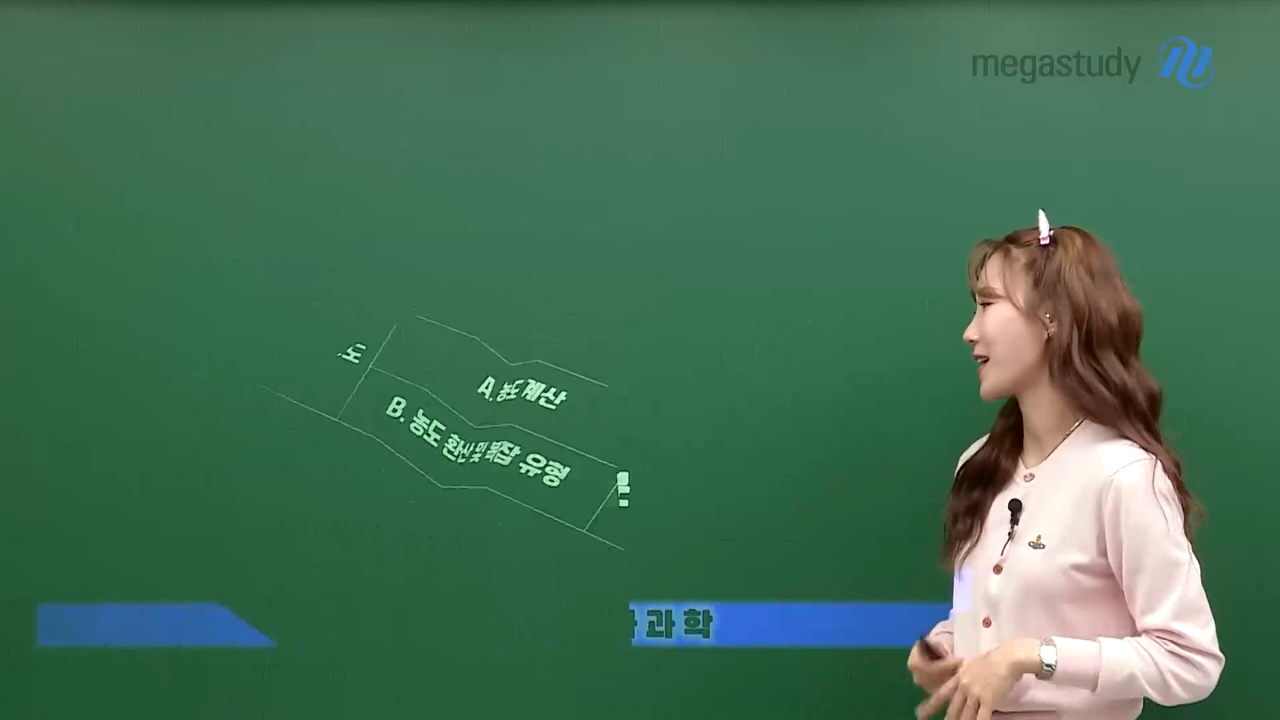 megastudy
도
A. 농도 계산
B. 농도 환산 및 복잡 유형
과학